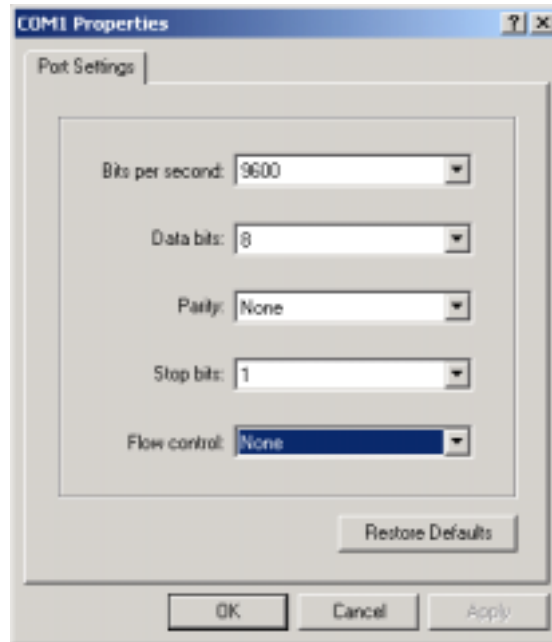 COM1 Properties
Port Settings
Bits per second: 9600
Data bits: 8
Parity: None
Stop bits: 1
Flow control: None
Restore Defaults
OK Cancel Apply